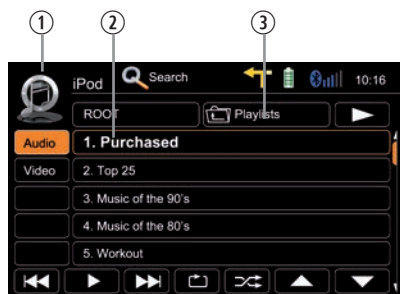 1 2 3
iPod Search 10:16
ROOT Playlists
Audio 1. Purchased
Video 2. Top 25
3. Music of the 90's
4. Music of the 80's
5. Workout